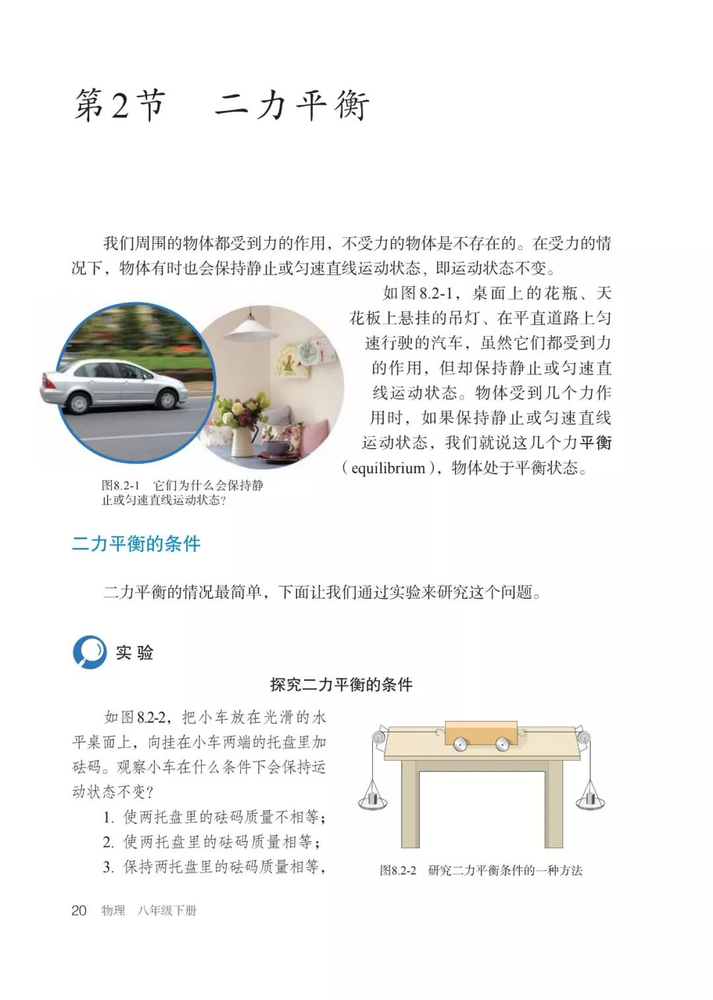 第2节 二力平衡
我们周围的物体都受到力的作用，不受力的物体是不存在的。在受力的情
况下，物体有时也会保持静止或匀速直线运动状态，即运动状态不变。
如图8.2-1，桌面上的花瓶、天
花板上悬挂的吊灯、在平直道路上匀
速行驶的汽车，虽然它们都受到力
的作用，但却保持静止或匀速直
线运动状态。物体受到几个力作
用时，如果保持静止或匀速直线
运动状态，我们就说这几个力平衡
（equilibrium），物体处于平衡状态。
图8.2-1 它们为什么会保持静
止或匀速直线运动状态？
二力平衡的条件
二力平衡的情况最简单，下面让我们通过实验来研究这个问题。
实验
探究二力平衡的条件
如图8.2-2，把小车放在光滑的水
平桌面上，向挂在小车两端的托盘里加
砝码。观察小车在什么条件下会保持运
动状态不变？
1. 使两托盘里的砝码质量不相等；
2. 使两托盘里的砝码质量相等；
3. 保持两托盘里的砝码质量相等，
图8.2-2 研究二力平衡条件的一种方法
20 物理 八年级下册